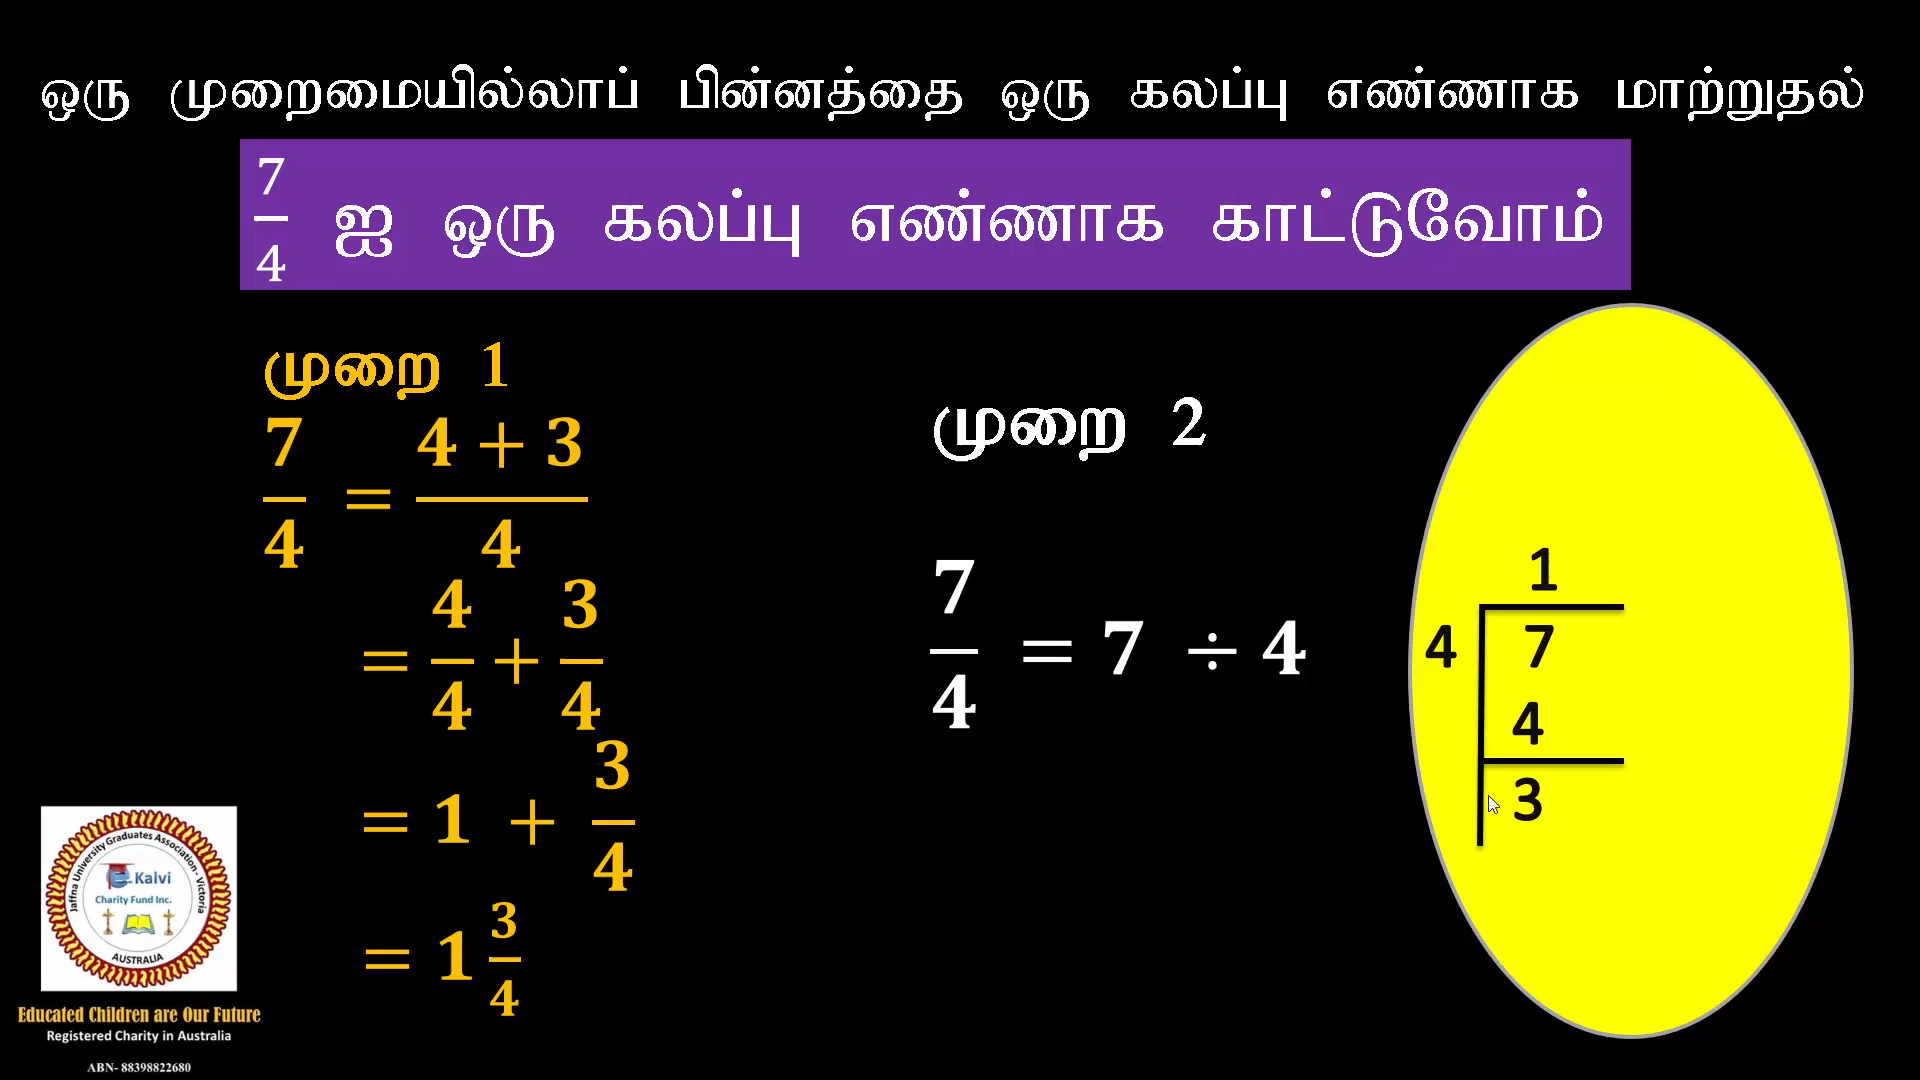 ஒரு முறைமையில்லாப் பின்னத்தை ஒரு கலப்பு எண்ணாக மாற்றுதல்
7/4 ஐ ஒரு கலப்பு எண்ணாக காட்டுவோம்
முறை 1
7/4 = (4 + 3)/4
= 4/4 + 3/4
= 1 + 3/4
= 1 3/4
முறை 2
7/4 = 7 ÷ 4
1
4 7
4
3
Jaffna University Graduates Association- Victoria
Kalvi
Charity Fund Inc.
AUSTRALIA
Educated Children are Our Future
Registered Charity in Australia
ABN- 88398822680